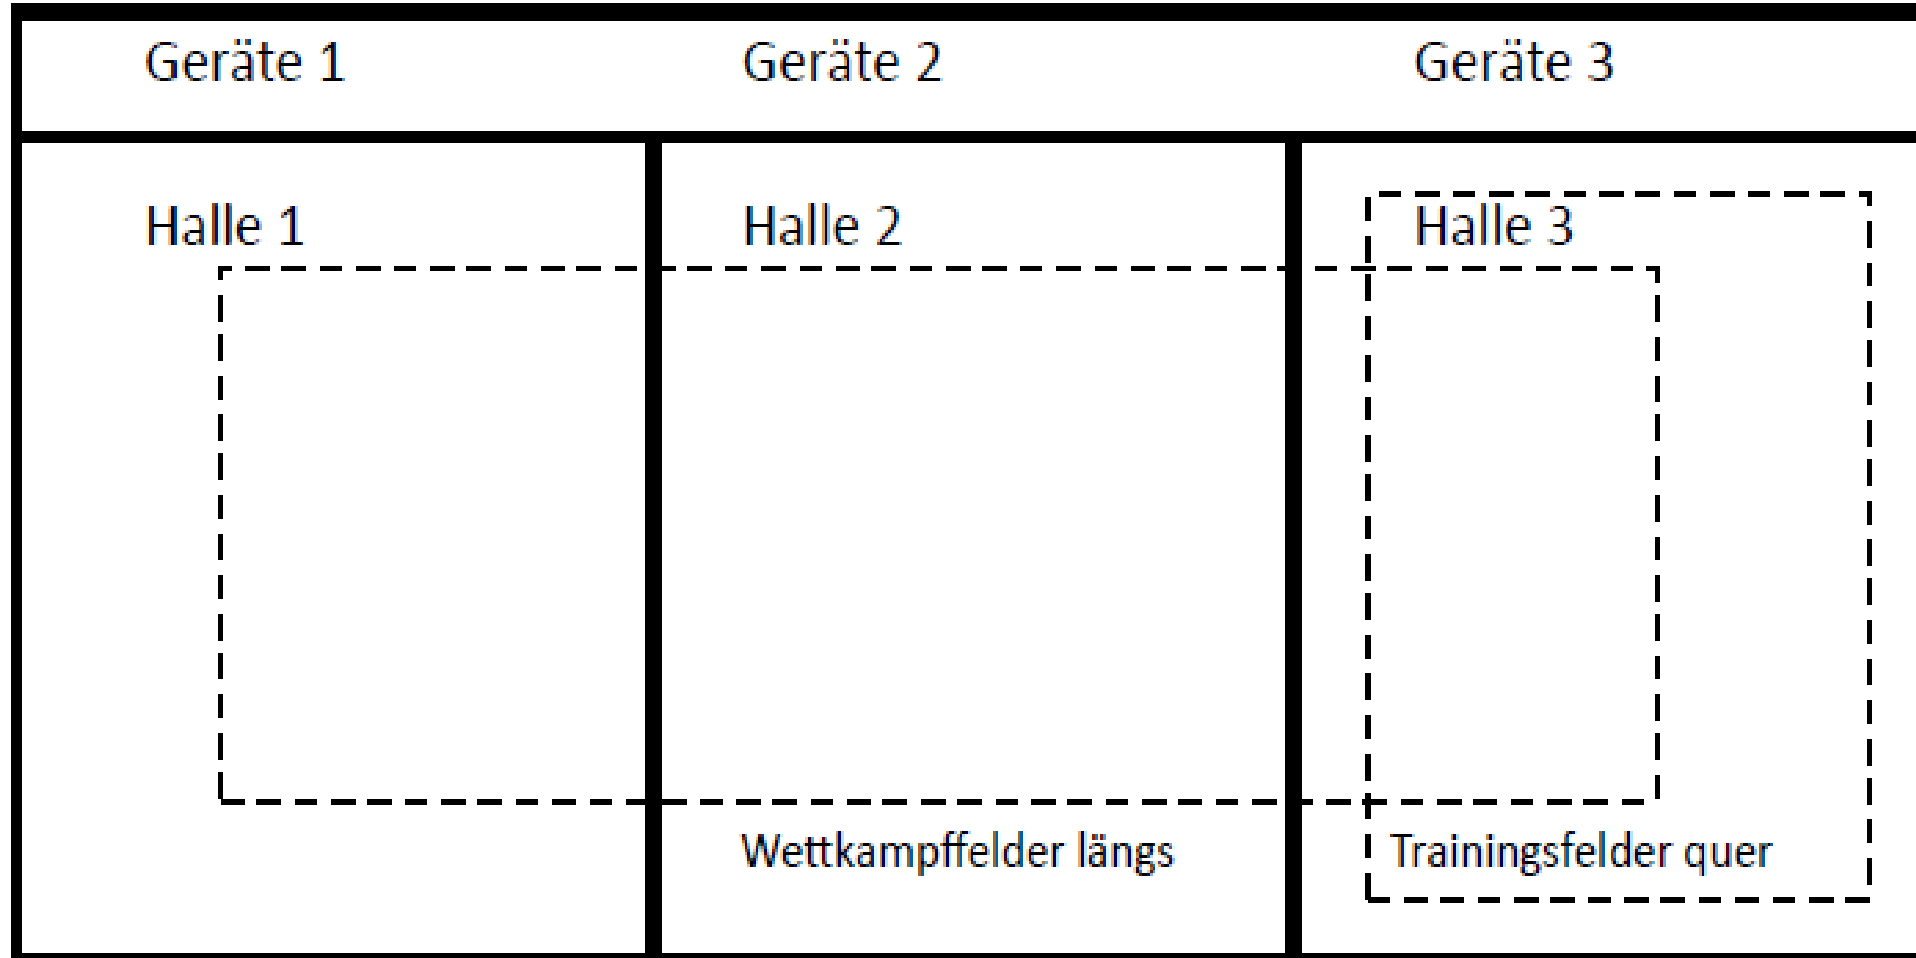 Geräte 1
Geräte 2
Geräte 3
Halle 1
Halle 2
Halle 3
Wettkampffelder längs
Trainingsfelder quer